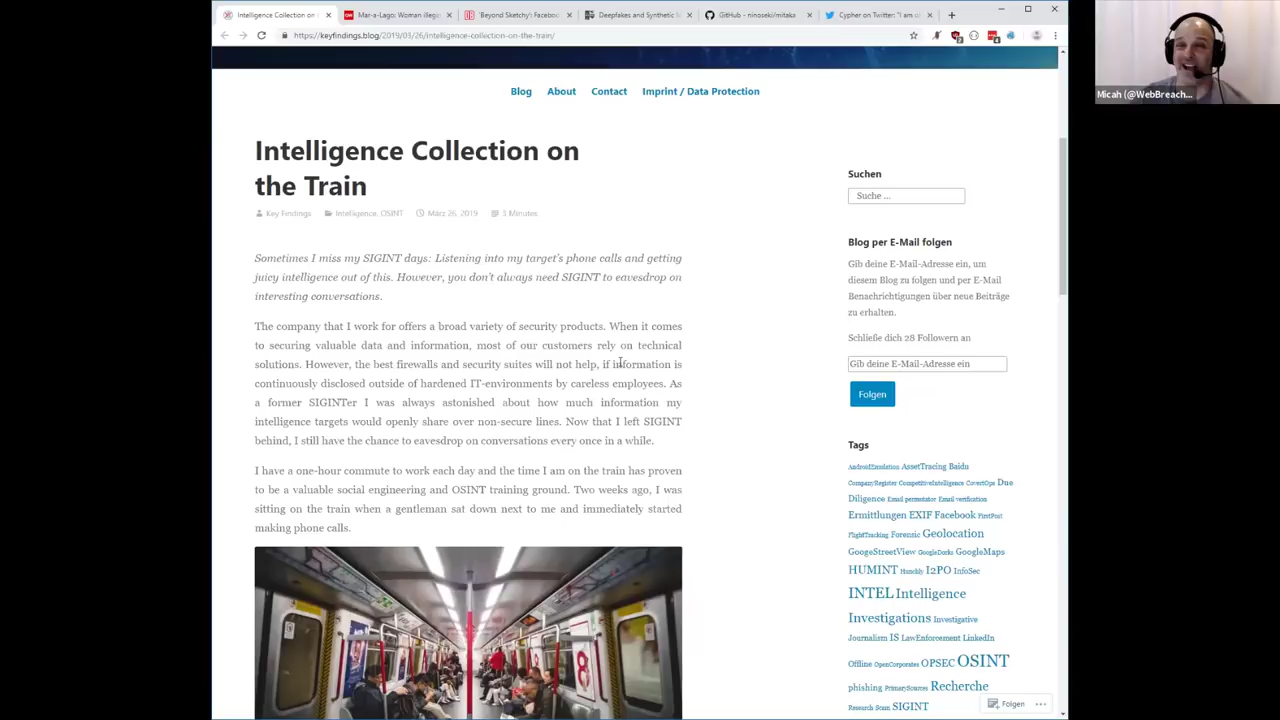 Intelligence Collection on
Mar-a-Lago: Woman illeg
'Beyond Sketchy': Facebook
Deepfakes and Synthetic M
GitHub - ninoseki/mitaka
Cypher on Twitter: "I am o
https://keyfindings.blog/2019/03/26/intelligence-collection-on-the-train/
Blog About Contact Imprint / Data Protection
Intelligence Collection on
the Train
Key Findings Intelligence, OSINT März 26, 2019 3 Minutes
Sometimes I miss my SIGINT days: Listening into my target's phone calls and getting
juicy intelligence out of this. However, you don't always need SIGINT to eavesdrop on
interesting conversations.
The company that I work for offers a broad variety of security products. When it comes
to securing valuable data and information, most of our customers rely on technical
solutions. However, the best firewalls and security suites will not help, if information is
continuously disclosed outside of hardened IT-environments by careless employees. As
a former SIGINTer I was always astonished about how much information my
intelligence targets would openly share over non-secure lines. Now that I left SIGINT
behind, I still have the chance to eavesdrop on conversations every once in a while.
I have a one-hour commute to work each day and the time I am on the train has proven
to be a valuable social engineering and OSINT training ground. Two weeks ago, I was
sitting on the train when a gentleman sat down next to me and immediately started
making phone calls.
Suchen
Suche ...
Blog per E-Mail folgen
Gib deine E-Mail-Adresse ein, um
diesem Blog zu folgen und per E-Mail
Benachrichtigungen über neue Beiträge
zu erhalten.
Schließe dich 28 Followern an
Gib deine E-Mail-Adresse ein
Folgen
Tags
AndroidEmulation AssetTracing Baidu
CompanyRegister CompetitiveIntelligence CovertOps Due
Diligence Email permutator Email verification
Ermittlungen EXIF Facebook FirstPost
FlightTracking Forensic Geolocation
GoogeStreetView GoogleDorks GoogleMaps
HUMINT Hunchly I2PO InfoSec
INTEL Intelligence
Investigations Investigative
Journalism IS LawEnforcement LinkedIn
Offline OpenCorporates OPSEC OSINT
phishing PrimarySources Recherche
Research Scam SIGINT
Folgen
Micah (@WebBreach...
8